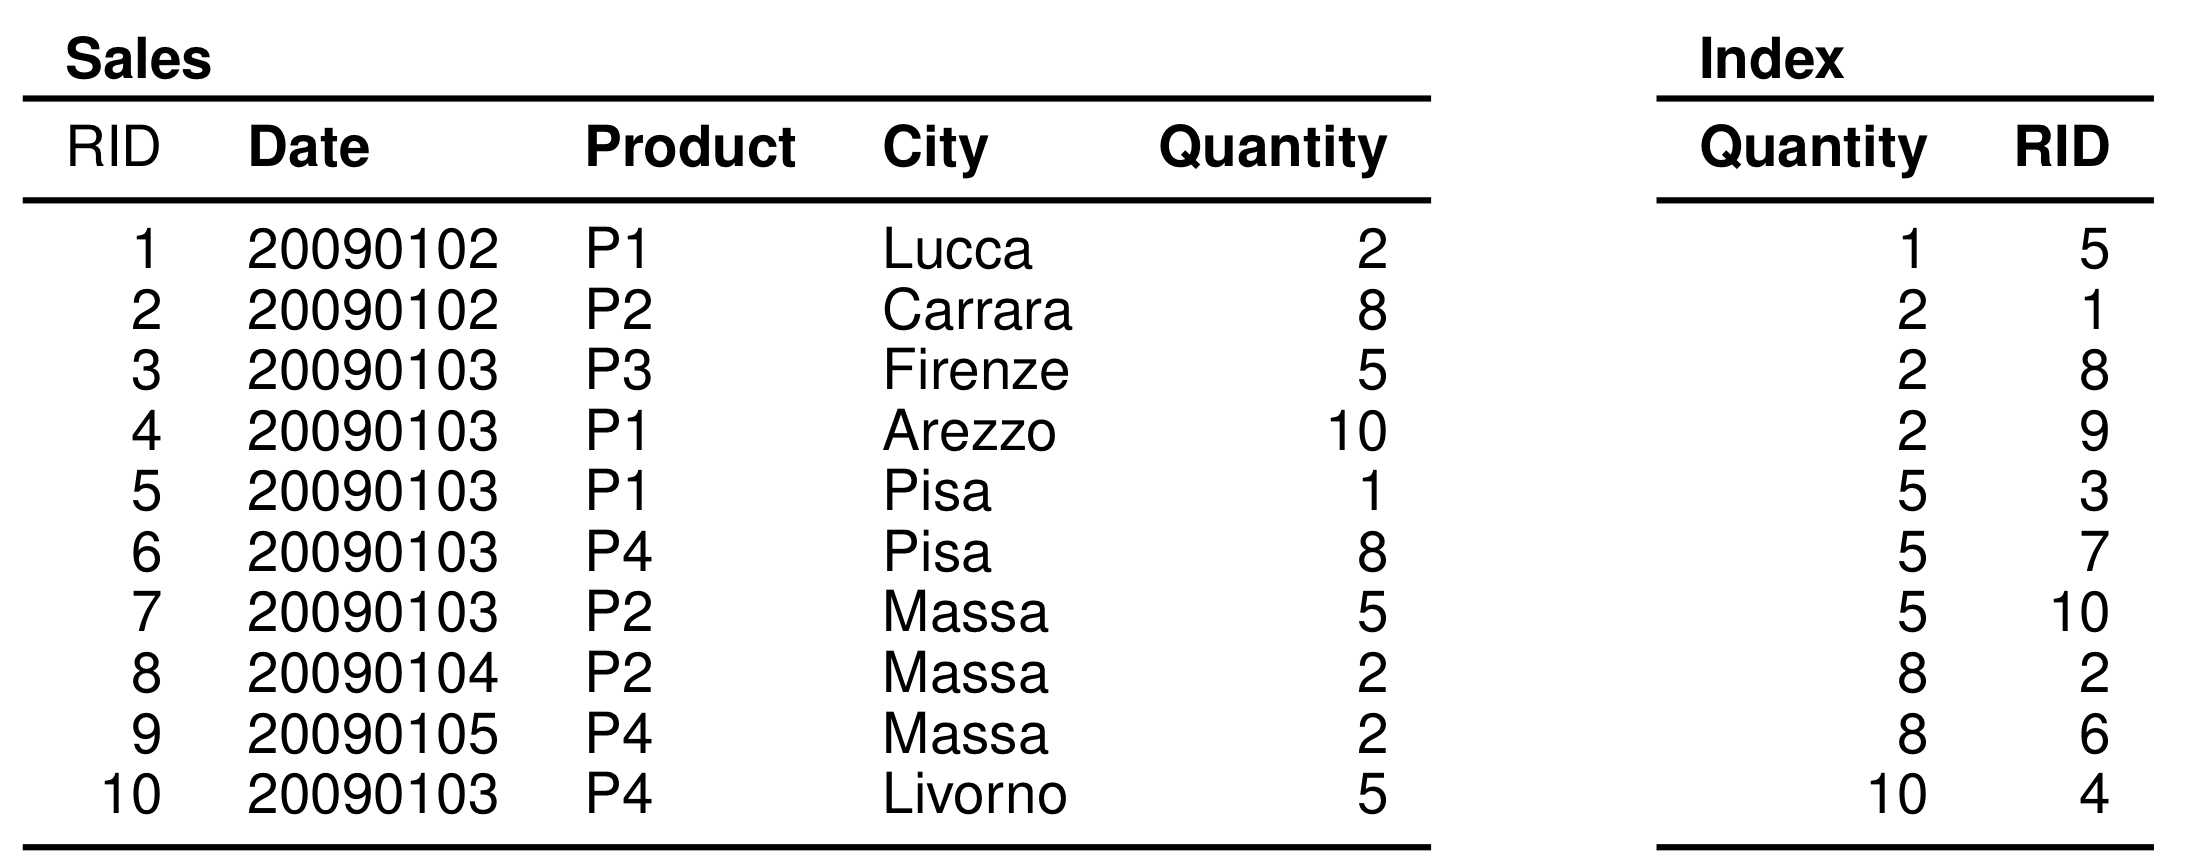 Sales Index
RID Date Product City Quantity Quantity RID
1 20090102 P1 Lucca 2 1 5
2 20090102 P2 Carrara 8 2 1
3 20090103 P3 Firenze 5 2 8
4 20090103 P1 Arezzo 10 2 9
5 20090103 P1 Pisa 1 5 3
6 20090103 P4 Pisa 8 5 7
7 20090103 P2 Massa 5 5 10
8 20090104 P2 Massa 2 8 2
9 20090105 P4 Massa 2 8 6
10 20090103 P4 Livorno 5 10 4